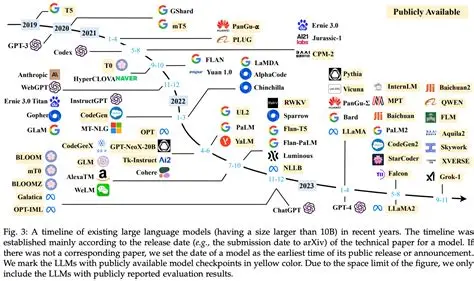 Publicly Available
2019
2020
2021
1-4
5-8
9-10
11-12
2022
1-3
4-6
7-10
11-12
2023
1-4
5-8
9-11
T5
GShard
mT5
PanGu-α
PLUG
Ernie 3.0
Jurassic-1
CPM-2
GPT-3
Codex
T0
FLAN
Yuan 1.0
LaMDA
AlphaCode
Chinchilla
Anthropic
HyperCLOVA NAVER
WebGPT
Ernie 3.0 Titan
InstructGPT
Gopher
CodeGen
GLaM
MT-NLG
OPT
UL2
PaLM
YaLM
RWKV
Sparrow
Flan-T5
Flan-PaLM
Luminous
NLLB
CodeGeeX
GPT-NeoX-20B
BLOOM
GLM
Tk-Instruct
Ai2
mT0
AlexaTM
Cohere
BLOOMZ
WeLM
Galatica
OPT-IML
ChatGPT
GPT-4
Pythia
Vicuna
PanGu-Σ
Bard
LLaMA
InternLM
MPT
Baichuan
PaLM2
CodeGen2
StarCoder
Falcon
LLaMA2
Baichuan2
QWEN
FLM
Aquila2
Skywork
XVERSE
Grok-1
Fig. 3: A timeline of existing large language models (having a size larger than 10B) in recent years. The timeline was
established mainly according to the release date (e.g., the submission date to arXiv) of the technical paper for a model. If
there was not a corresponding paper, we set the date of a model as the earliest time of its public release or announcement.
We mark the LLMs with publicly available model checkpoints in yellow color. Due to the space limit of the figure, we only
include the LLMs with publicly reported evaluation results.